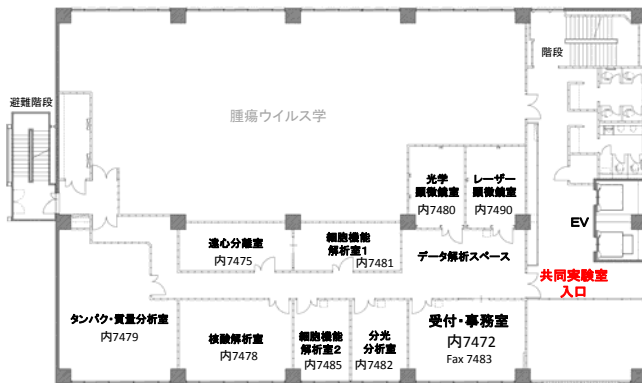 階段
避難階段
腫瘍ウイルス学
光学
顕微鏡室
内7480
レーザー
顕微鏡室
内7490
EV
遠心分離室
内7475
細胞機能
解析室1
内7481
データ解析スペース
共同実験室
入口
タンパク・質量分析室
内7479
核酸解析室
内7478
細胞機能
解析室2
内7485
分光
分析室
内7482
受付・事務室
内7472
Fax 7483